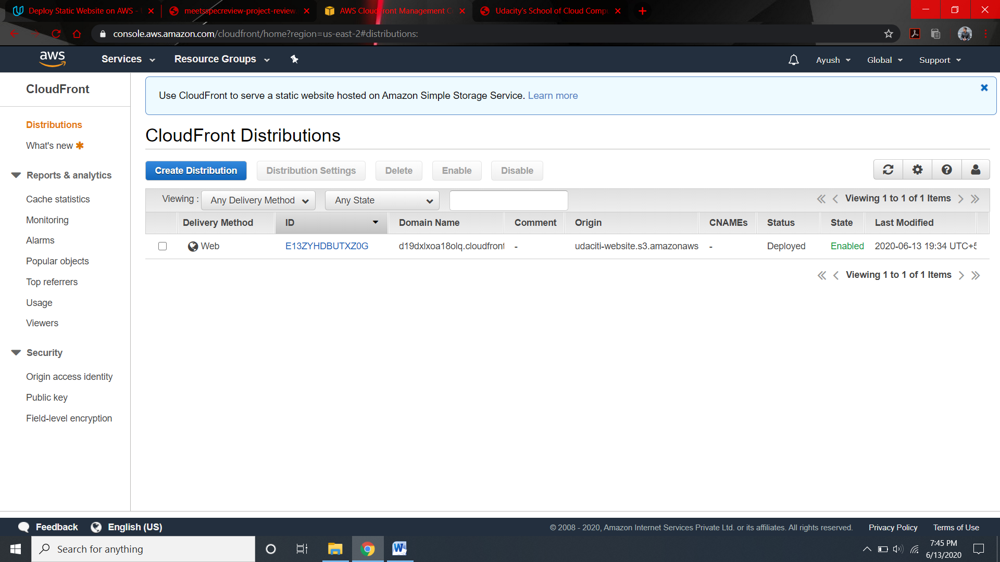 Deploy Static Website on AWS -
meetsspecreview-project-review.
AWS CloudFront Management C
Udacity's School of Cloud Comp
console.aws.amazon.com/cloudfront/home?region=us-east-2#distributions:
aws
Services
Resource Groups
Ayush
Global
Support
CloudFront
Use CloudFront to serve a static website hosted on Amazon Simple Storage Service. Learn more
Distributions
What's new
Reports & analytics
Cache statistics
Monitoring
Alarms
Popular objects
Top referrers
Usage
Viewers
Security
Origin access identity
Public key
Field-level encryption
CloudFront Distributions
Create Distribution
Distribution Settings
Delete
Enable
Disable
Viewing :
Any Delivery Method
Any State
Viewing 1 to 1 of 1 Items
Delivery Method ID Domain Name Comment Origin CNAMEs Status State Last Modified
Web E13ZYHDBUTXZ0G d19dxlxoa18olq.cloudfront - udaciti-website.s3.amazonaws - Deployed Enabled 2020-06-13 19:34 UTC+5
Viewing 1 to 1 of 1 Items
Feedback
English (US)
© 2008 - 2020, Amazon Internet Services Private Ltd. or its affiliates. All rights reserved.
Privacy Policy
Terms of Use
Search for anything
7:45 PM
6/13/2020